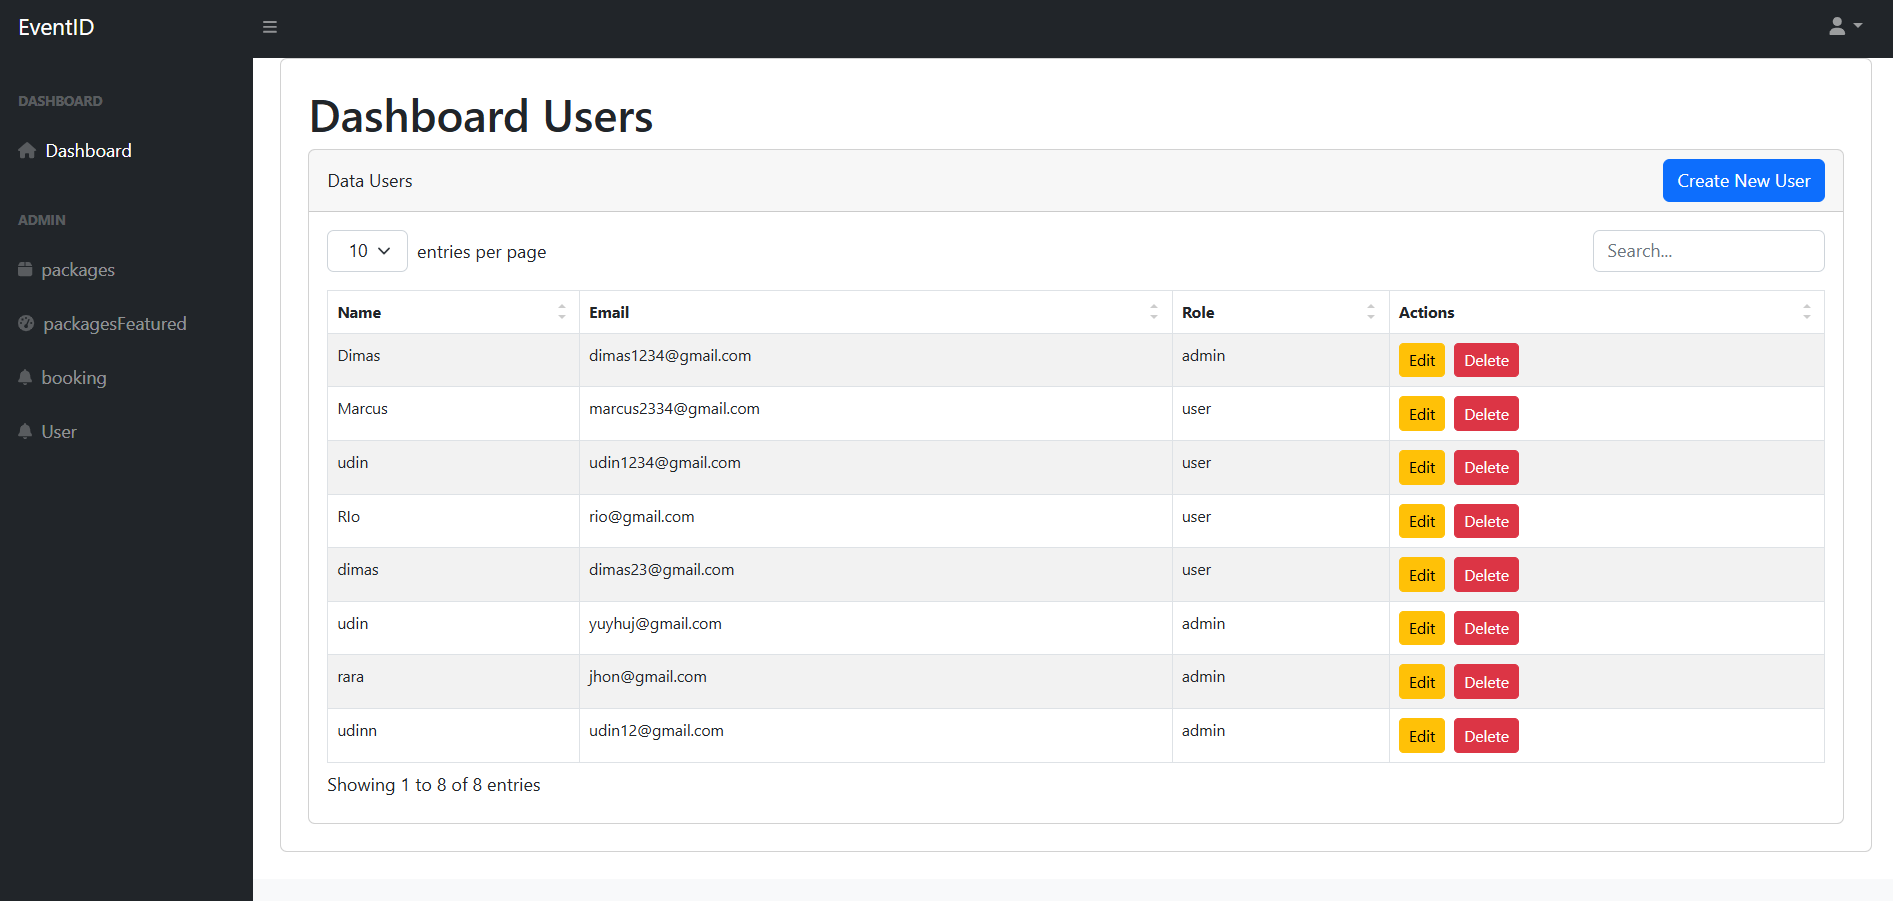 EventID
DASHBOARD
Dashboard
ADMIN
packages
packagesFeatured
booking
User
Dashboard Users
Data Users
Create New User
10 entries per page
Search...
Name Email Role Actions
Dimas dimas1234@gmail.com admin Edit Delete
Marcus marcus2334@gmail.com user Edit Delete
udin udin1234@gmail.com user Edit Delete
RIo rio@gmail.com user Edit Delete
dimas dimas23@gmail.com user Edit Delete
udin yuyhuj@gmail.com admin Edit Delete
rara jhon@gmail.com admin Edit Delete
udinn udin12@gmail.com admin Edit Delete
Showing 1 to 8 of 8 entries